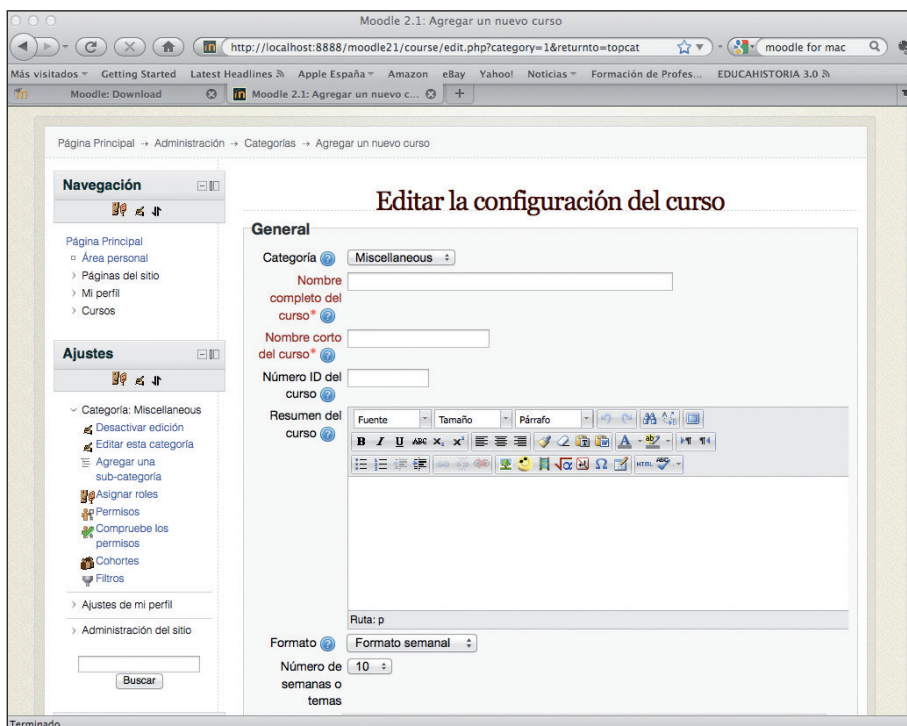 Moodle 2.1: Agregar un nuevo curso
http://localhost:8888/moodle21/course/edit.php?category=1&returnto=topcat
moodle for mac
Más visitados Getting Started Latest Headlines Apple España Amazon eBay Yahoo! Noticias Formación de Profes... EDUCAHISTORIA 3.0
Moodle: Download
Moodle 2.1: Agregar un nuevo c...
Página Principal → Administración → Categorías → Agregar un nuevo curso
Navegación
Página Principal
Área personal
Páginas del sitio
Mi perfil
Cursos
Ajustes
Categoría: Miscellaneous
Desactivar edición
Editar esta categoría
Agregar una
sub-categoría
Asignar roles
Permisos
Compruebe los
permisos
Cohortes
Filtros
Ajustes de mi perfil
Administración del sitio
Buscar
Editar la configuración del curso
General
Categoría Miscellaneous
Nombre
completo del
curso*
Nombre corto
del curso*
Número ID del
curso
Resumen del
curso
Fuente Tamaño Párrafo
B I U ABC X₂ X² A ab
HTML ABC
Ruta: p
Formato Formato semanal
Número de 10
semanas o
temas
Terminado